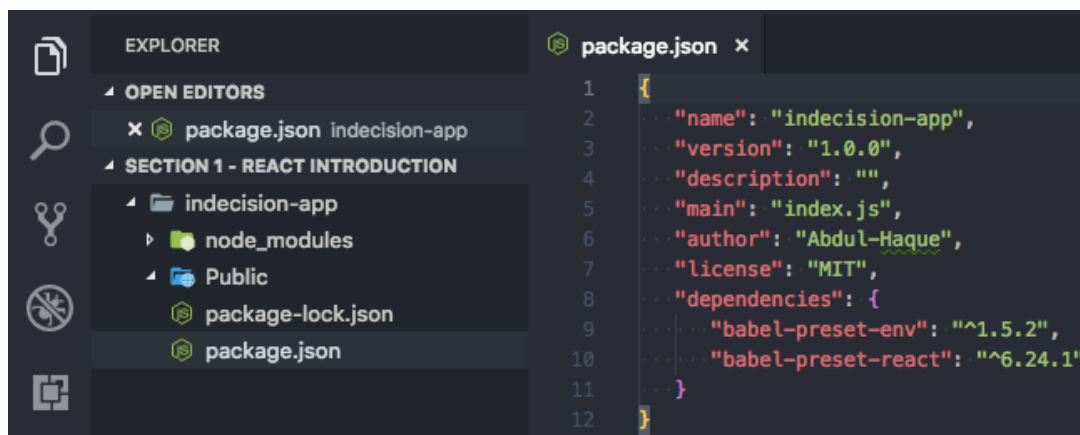 EXPLORER
OPEN EDITORS
package.json indecision-app
SECTION 1 - REACT INTRODUCTION
indecision-app
node_modules
Public
package-lock.json
package.json
package.json
1 {
2 "name": "indecision-app",
3 "version": "1.0.0",
4 "description": "",
5 "main": "index.js",
6 "author": "Abdul-Haque",
7 "license": "MIT",
8 "dependencies": {
9 "babel-preset-env": "^1.5.2",
10 "babel-preset-react": "^6.24.1"
11 }
12 }